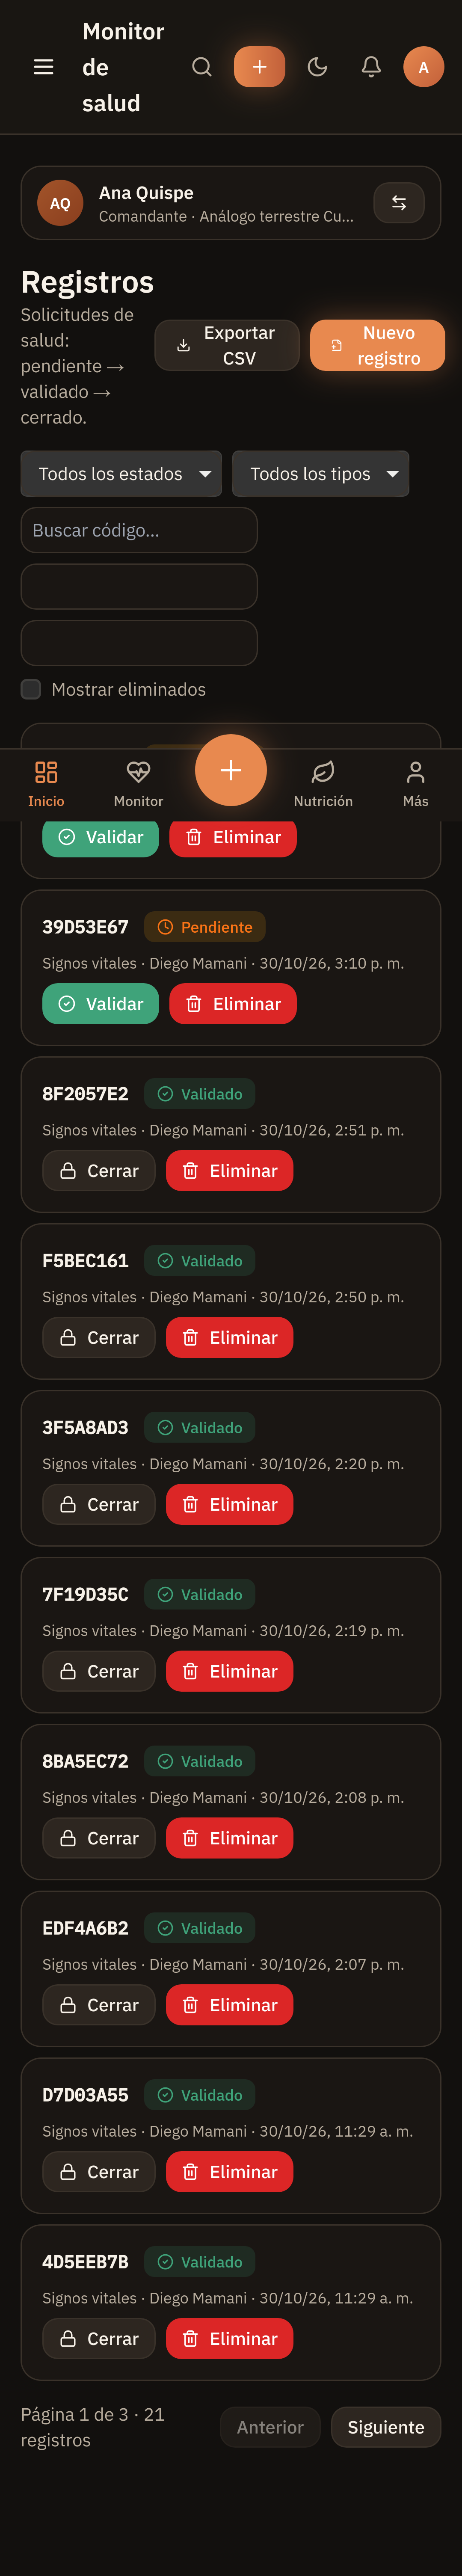 Monitor
de
salud
A
AQ
Ana Quispe
Comandante · Análogo terrestre Cu...
Registros
Solicitudes de
salud:
pendiente →
validado →
cerrado.
Exportar
CSV
Nuevo
registro
Todos los estados
Todos los tipos
Buscar código...
Mostrar eliminados
Inicio
Monitor
Nutrición
Más
Validar
Eliminar
39D53E67
Pendiente
Signos vitales · Diego Mamani · 30/10/26, 3:10 p. m.
Validar
Eliminar
8F2057E2
Validado
Signos vitales · Diego Mamani · 30/10/26, 2:51 p. m.
Cerrar
Eliminar
F5BEC161
Validado
Signos vitales · Diego Mamani · 30/10/26, 2:50 p. m.
Cerrar
Eliminar
3F5A8AD3
Validado
Signos vitales · Diego Mamani · 30/10/26, 2:20 p. m.
Cerrar
Eliminar
7F19D35C
Validado
Signos vitales · Diego Mamani · 30/10/26, 2:19 p. m.
Cerrar
Eliminar
8BA5EC72
Validado
Signos vitales · Diego Mamani · 30/10/26, 2:08 p. m.
Cerrar
Eliminar
EDF4A6B2
Validado
Signos vitales · Diego Mamani · 30/10/26, 2:07 p. m.
Cerrar
Eliminar
D7D03A55
Validado
Signos vitales · Diego Mamani · 30/10/26, 11:29 a. m.
Cerrar
Eliminar
4D5EEB7B
Validado
Signos vitales · Diego Mamani · 30/10/26, 11:29 a. m.
Cerrar
Eliminar
Página 1 de 3 · 21
registros
Anterior
Siguiente